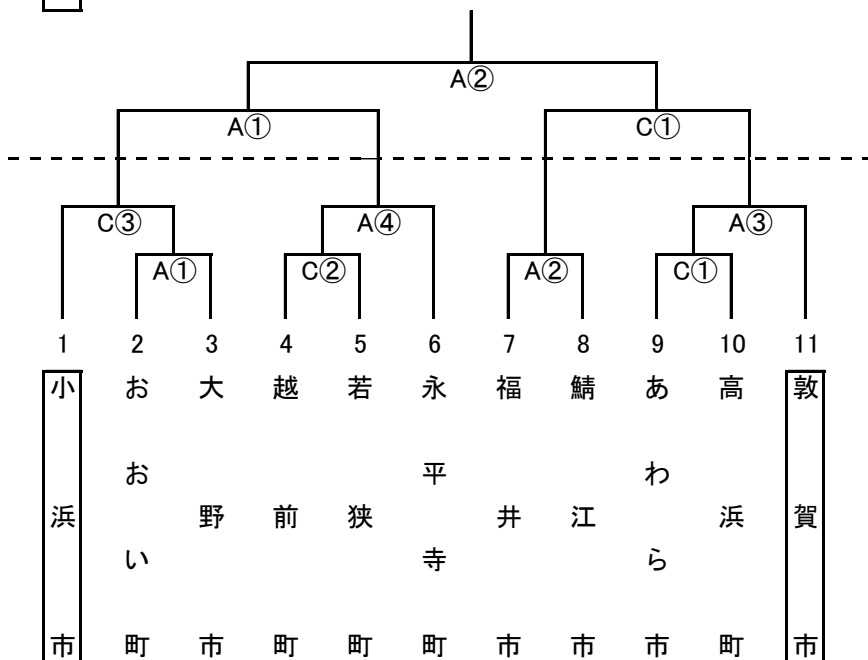 A②
A① C①
C③ A④ A③
A① C② A② C①
1 2 3 4 5 6 7 8 9 10 11
小浜市
おおい町
大野市
越前町
若狭町
永平寺町
福井市
鯖江市
あわら市
高浜町
敦賀市